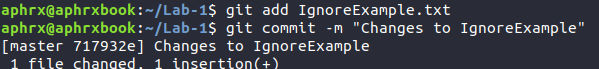 aphrx@aphrxbook:~/Lab-1$ git add IgnoreExample.txt
aphrx@aphrxbook:~/Lab-1$ git commit -m "Changes to IgnoreExample"
[master 717932e] Changes to IgnoreExample
 1 file changed, 1 insertion(+)